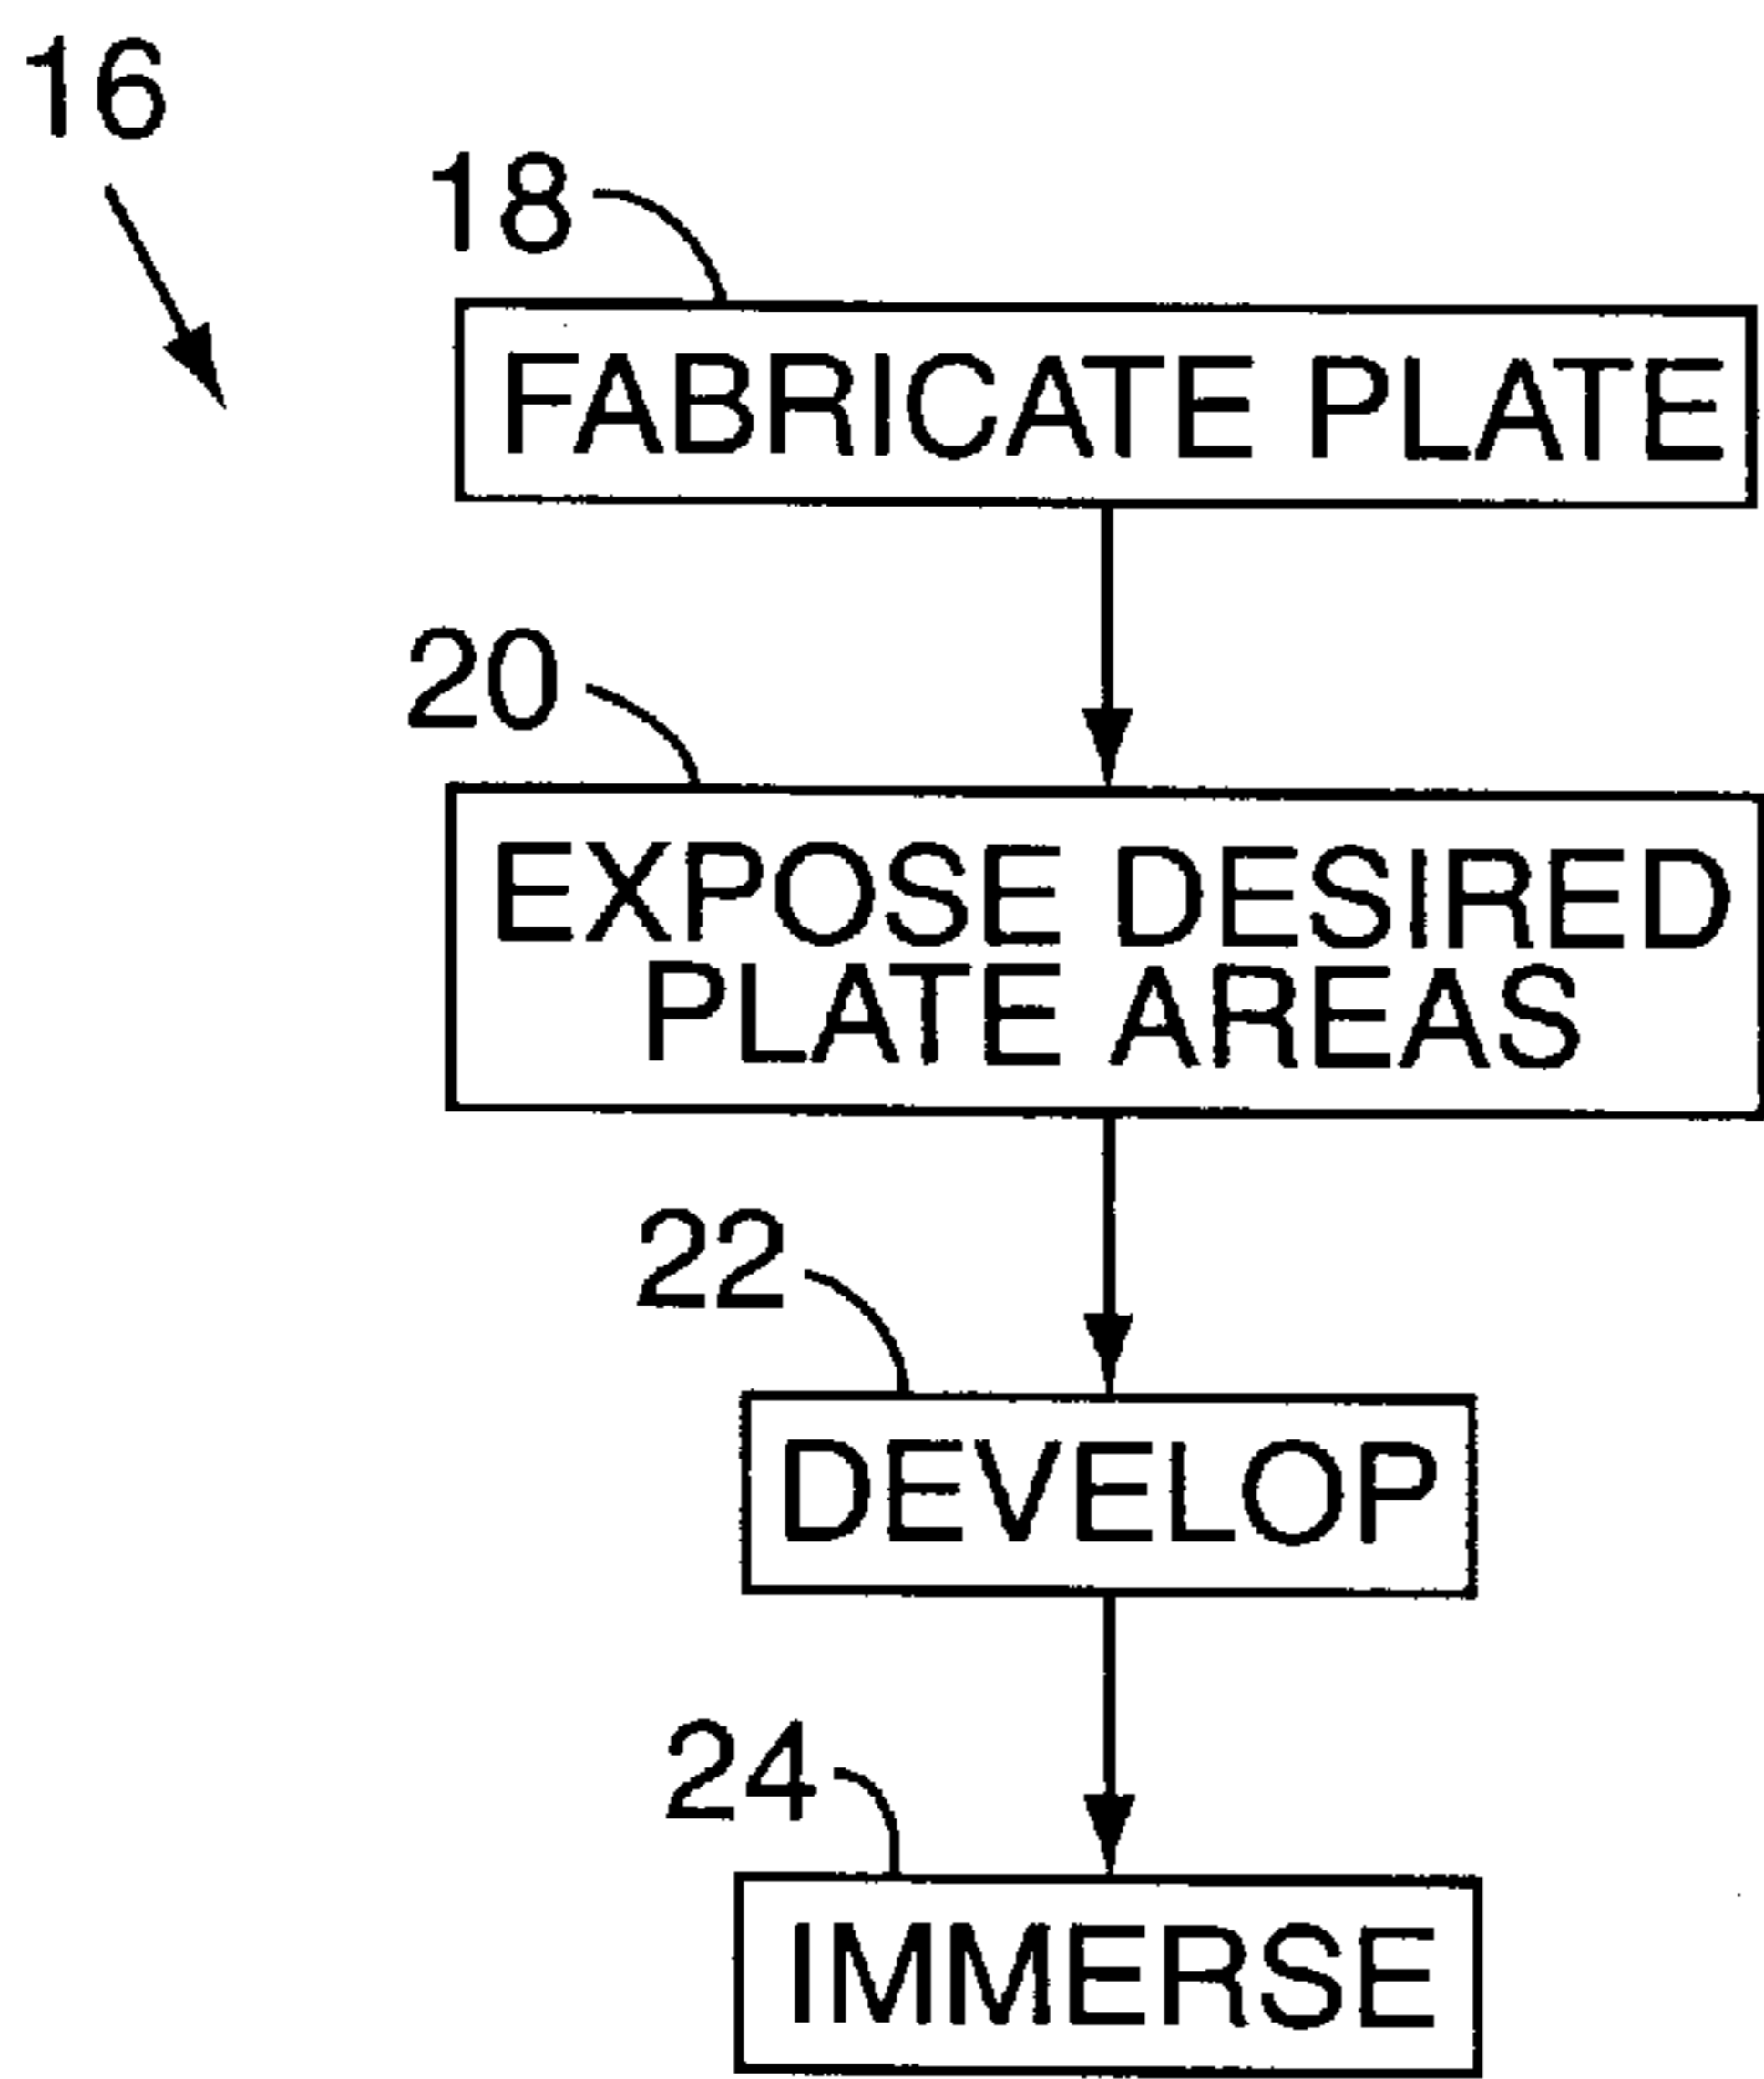 16
18
FABRICATE PLATE
20
EXPOSE DESIRED
PLATE AREAS
22
DEVELOP
24
IMMERSE